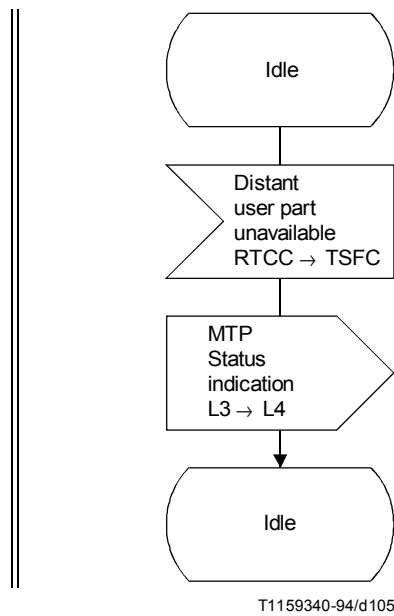 Idle
Distant
user part
unavailable
RTCC → TSFC
MTP
Status
indication
L3 → L4
Idle
T1159340-94/d105